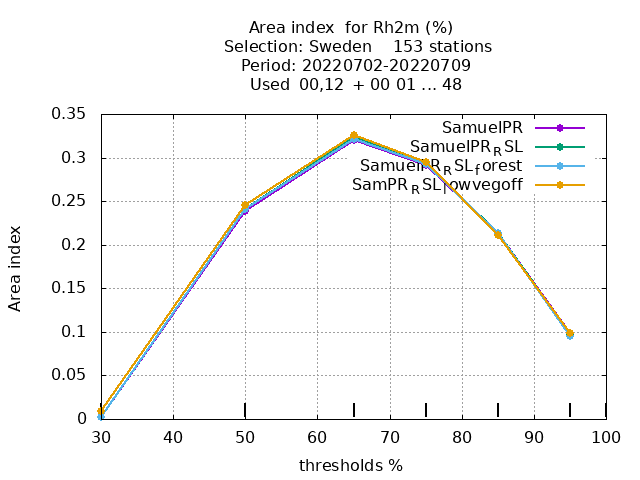 Area index  for Rh2m (%)
Selection: Sweden    153 stations
Period: 20220702-20220709
Used  00,12  + 00 01 ... 48
0.35
0.3
0.25
0.2
0.15
0.1
0.05
0
Area index
SamuelPR
SamuelPR_RSL
SamuelPR_RSL_forest
SamPR_RSL_lowvegoff
30 40 50 60 70 80 90 100
thresholds %